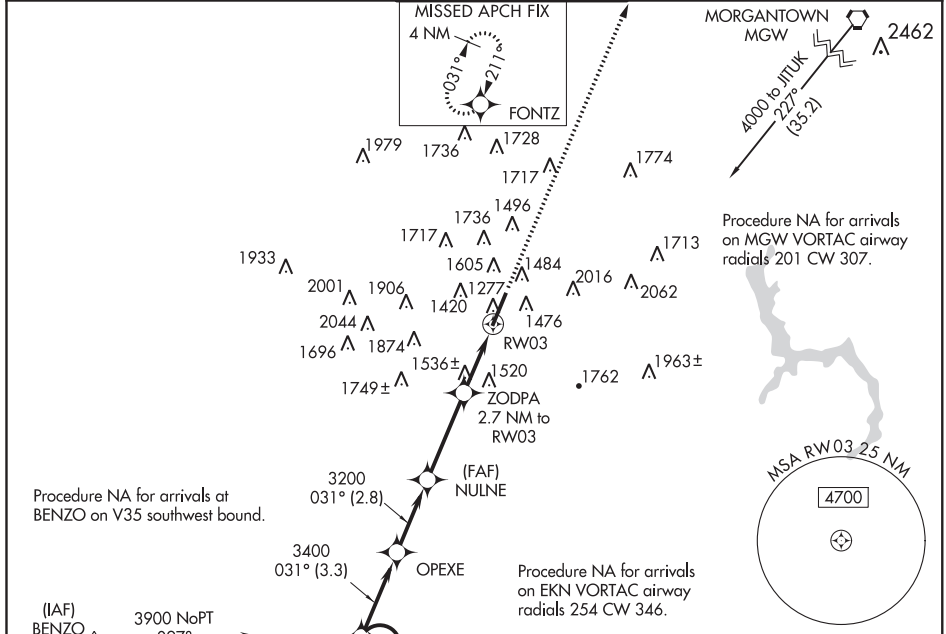 MISSED APCH FIX
4 NM
031°
211°
FONTZ
MORGANTOWN
MGW
2462
4000 to JITUK
227°
(35.2)
1979
1736
1728
1717
1774
1496
1736
1717
1713
Procedure NA for arrivals
on MGW VORTAC airway
radials 201 CW 307.
1933
1605
1484
2016
2062
2001
1906
1277
1420
1476
2044
RW03
1696
1874
1536±
1520
1762
1963±
1749±
ZODPA
2.7 NM to
RW03
MSA RW03 25 NM
4700
(FAF)
NULNE
3200
031° (2.8)
Procedure NA for arrivals at
BENZO on V35 southwest bound.
3400
031° (3.3)
OPEXE
Procedure NA for arrivals
on EKN VORTAC airway
radials 254 CW 346.
(IAF)
BENZO
3900 NoPT